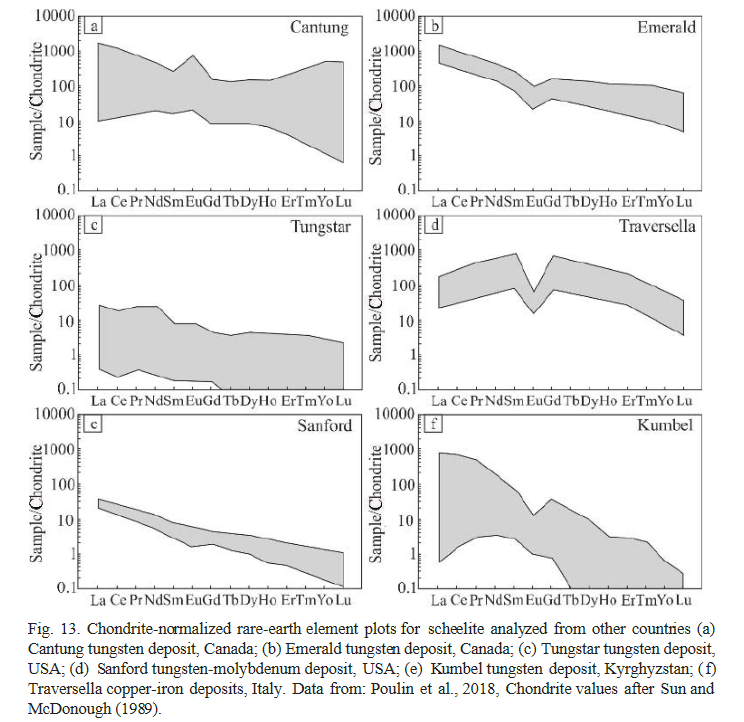 Sample/Chondrite
10000
1000
100
10
1
0.1
a
Cantung
La Ce Pr Nd Sm Eu Gd Tb Dy Ho Er Tm Yo Lu
Sample/Chondrite
10000
1000
100
10
1
0.1
b
Emerald
La Ce Pr Nd Sm Eu Gd Tb Dy Ho Er Tm Yo Lu
Sample/Chondrite
10000
1000
100
10
1
0.1
c
Tungstar
La Ce Pr Nd Sm Eu Gd Tb Dy Ho Er Tm Yo Lu
Sample/Chondrite
10000
1000
100
10
1
0.1
d
Traversella
La Ce Pr Nd Sm Eu Gd Tb Dy Ho Er Tm Yo Lu
Sample/Chondrite
10000
1000
100
10
1
0.1
e
Sanford
La Ce Pr Nd Sm Eu Gd Tb Dy Ho Er Tm Yo Lu
Sample/Chondrite
10000
1000
100
10
1
0.1
f
Kumbel
La Ce Pr Nd Sm Eu Gd Tb Dy Ho Er Tm Yo Lu
Fig. 13. Chondrite-normalized rare-earth element plots for scheelite analyzed from other countries (a)
Cantung tungsten deposit, Canada; (b) Emerald tungsten deposit, Canada; (c) Tungstar tungsten deposit,
USA; (d) Sanford tungsten-molybdenum deposit, USA; (e) Kumbel tungsten deposit, Kyrghyzstan; (f)
Traversella copper-iron deposits, Italy. Data from: Poulin et al., 2018, Chondrite values after Sun and
McDonough (1989).